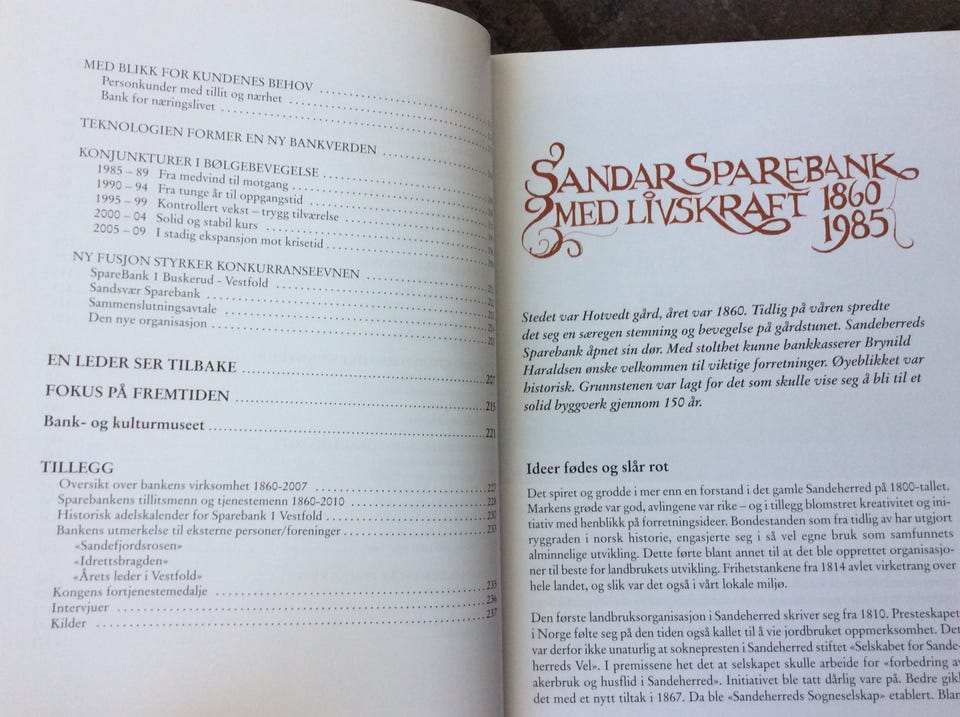 MED BLIKK FOR KUNDENES BEHOV
Personkunder med tillit og nærhet
Bank for næringslivet
TEKNOLOGIEN FORMER EN NY BANKVERDEN
KONJUNKTURER I BØLGEBEVEGELSE
1985 – 89 Fra medvind til motgang
1990 – 94 Fra tunge år til oppgangstid
1995 – 99 Kontrollert vekst – trygg tilværelse
2000 – 04 Solid og stabil kurs
2005 – 09 I stadig ekspansjon mot krisetid
NY FUSJON STYRKER KONKURRANSEEVNEN
SpareBank 1 Buskerud - Vestfold
Sandsvær Sparebank
Sammenslutningsavtale
Den nye organisasjon
EN LEDER SER TILBAKE 207
FOKUS PÅ FREMTIDEN 215
Bank- og kulturmuseet 221
TILLEGG
Oversikt over bankens virksomhet 1860-2007 227
Sparebankens tillitsmenn og tjenestemenn 1860-2010 228
Historisk adelskalender for Sparebank 1 Vestfold 230
Bankens utmerkelse til eksterne personer/foreninger 233
«Sandefjordsrosen»
«Idrettsbragden»
«Årets leder i Vestfold»
Kongens fortjenestemedalje 235
Intervjuer 236
Kilder 237
SANDAR SPAREBANK
MED LIVSKRAFT 1860
1985
Stedet var Hotvedt gård, året var 1860. Tidlig på våren spredte
det seg en særegen stemning og bevegelse på gårdstunet. Sandeherreds
Sparebank åpnet sin dør. Med stolthet kunne bankkasserer Brynild
Haraldsen ønske velkommen til viktige forretninger. Øyeblikket var
historisk. Grunnstenen var lagt for det som skulle vise seg å bli til et
solid byggverk gjennom 150 år.
Ideer fødes og slår rot
Det spiret og grodde i mer enn en forstand i det gamle Sandeherred på 1800-tallet.
Markens grøde var god, avlingene var rike – og i tillegg blomstret kreativitet og ini-
tiativ med henblikk på forretningsideer. Bondestanden som fra tidlig av har utgjort
ryggraden i norsk historie, engasjerte seg i så vel egne bruk som samfunnets
alminnelige utvikling. Dette førte blant annet til at det ble opprettet organisasjo-
ner til beste for landbrukets utvikling. Frihetstankene fra 1814 avlet virketrang over
hele landet, og slik var det også i vårt lokale miljø.
Den første landbruksorganisasjon i Sandeherred skriver seg fra 1810. Presteskapet
i Norge følte seg på den tiden også kallet til å vie jordbruket oppmerksomhet. Det
var derfor ikke unaturlig at soknepresten i Sandeherred stiftet «Selskabet for Sande-
herreds Vel». I premissene het det at selskapet skulle arbeide for «forbedring av
akerbruk og husflid i Sandeherred». Initiativet ble tatt dårlig vare på. Bedre gikk
det med et nytt tiltak i 1867. Da ble «Sandeherreds Sogneselskap» etablert. Blan